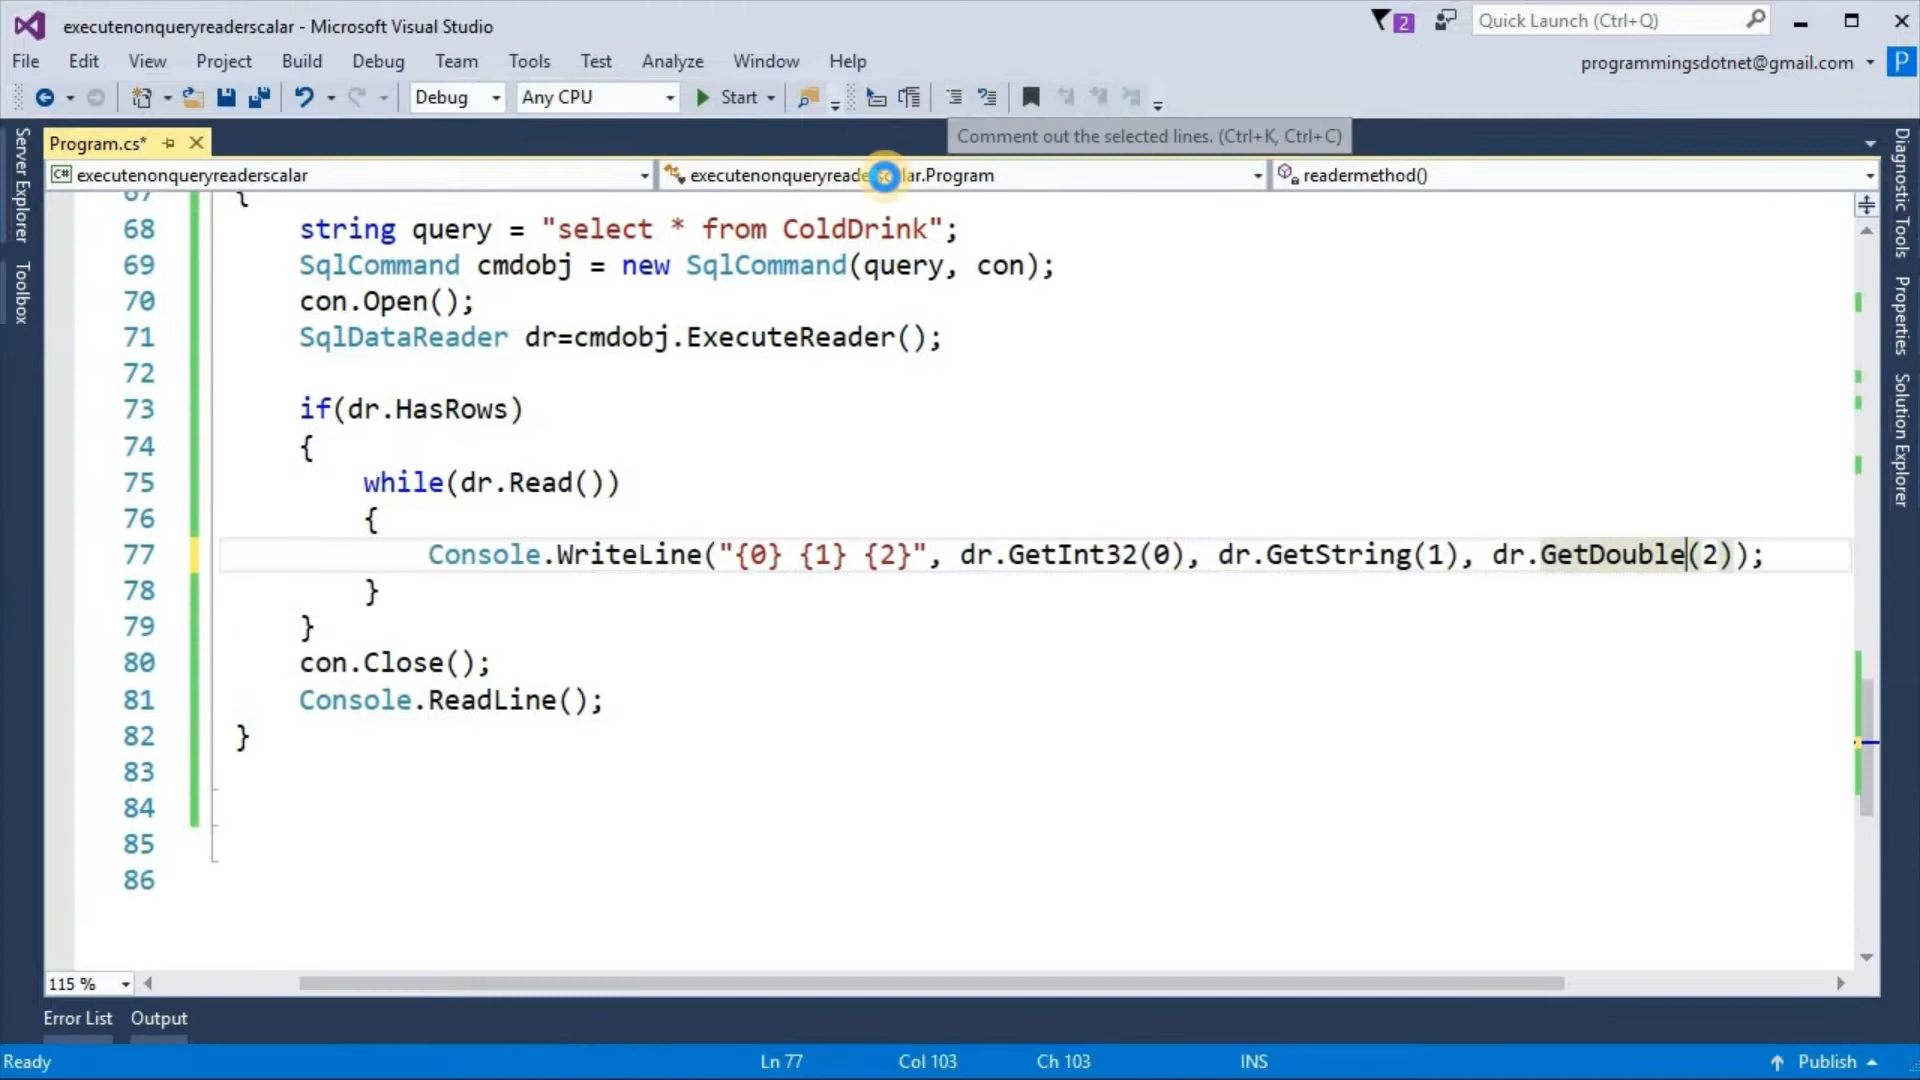 executenonqueryreaderscalar - Microsoft Visual Studio
2
Quick Launch (Ctrl+Q)
File Edit View Project Build Debug Team Tools Test Analyze Window Help
programmingsdotnet@gmail.com
P
Debug Any CPU Start
Program.cs*
Comment out the selected lines. (Ctrl+K, Ctrl+C)
C# executenonqueryreaderscalar
executenonqueryreaderscalar.Program
readermethod()
Server Explorer
Toolbox
Diagnostic Tools
Properties
Solution Explorer
67 {
68 string query = "select * from ColdDrink";
69 SqlCommand cmdobj = new SqlCommand(query, con);
70 con.Open();
71 SqlDataReader dr=cmdobj.ExecuteReader();
72
73 if(dr.HasRows)
74 {
75 while(dr.Read())
76 {
77 Console.WriteLine("{0} {1} {2}", dr.GetInt32(0), dr.GetString(1), dr.GetDouble(2));
78 }
79 }
80 con.Close();
81 Console.ReadLine();
82 }
83
84
85
86
115 %
Error List Output
Ready Ln 77 Col 103 Ch 103 INS Publish